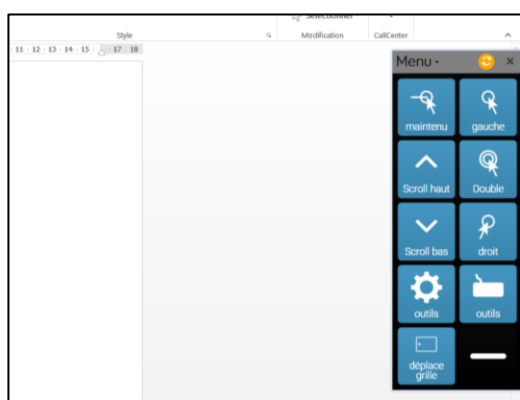 Sélectionner
Style Modification CallCenter
11 12 13 14 15 17 18
Menu
maintenu gauche
Scroll haut Double
Scroll bas droit
outils outils
déplace
grille